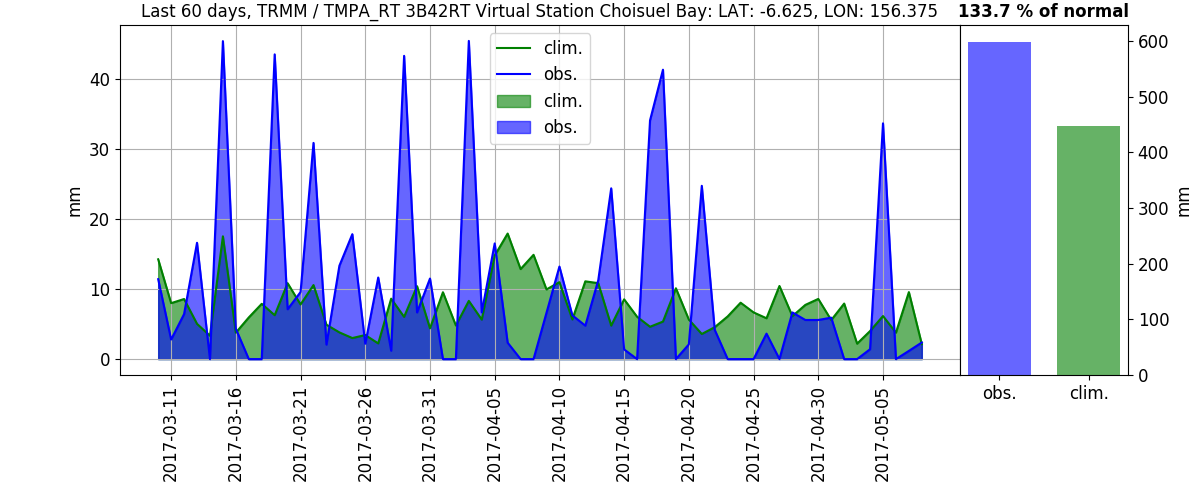 Last 60 days, TRMM / TMPA_RT 3B42RT Virtual Station Choisuel Bay: LAT: -6.625, LON: 156.375
133.7 % of normal
clim.
obs.
clim.
obs.
mm
40
30
20
10
0
2017-03-11
2017-03-16
2017-03-21
2017-03-26
2017-03-31
2017-04-05
2017-04-10
2017-04-15
2017-04-20
2017-04-25
2017-04-30
2017-05-05
600
500
400
300
200
100
0
mm
obs.
clim.